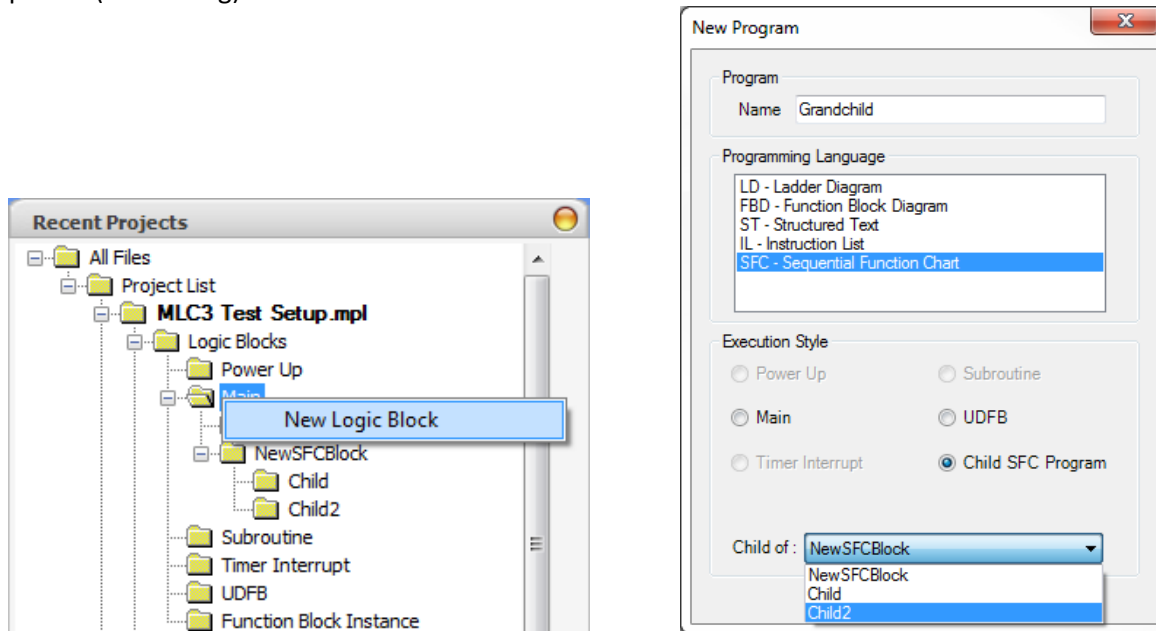 Recent Projects
All Files
Project List
MLC3 Test Setup.mpl
Logic Blocks
Power Up
Main
New Logic Block
NewSFCBlock
Child
Child2
Subroutine
Timer Interrupt
UDFB
Function Block Instance
New Program
Program
Name Grandchild
Programming Language
LD - Ladder Diagram
FBD - Function Block Diagram
ST - Structured Text
IL - Instruction List
SFC - Sequential Function Chart
Execution Style
Power Up Subroutine
Main UDFB
Timer Interrupt Child SFC Program
Child of : NewSFCBlock
NewSFCBlock
Child
Child2